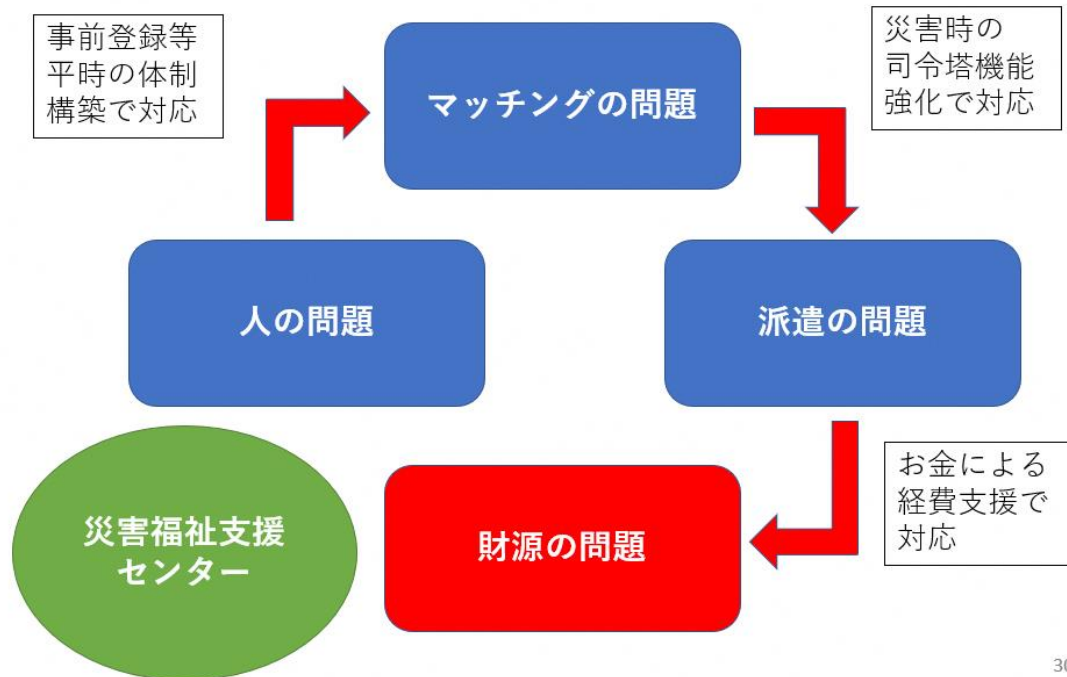 事前登録等
平時の体制
構築で対応
マッチングの問題
災害時の
司令塔機能
強化で対応
人の問題
派遣の問題
お金による
経費支援で
対応
財源の問題
災害福祉支援
センター
30